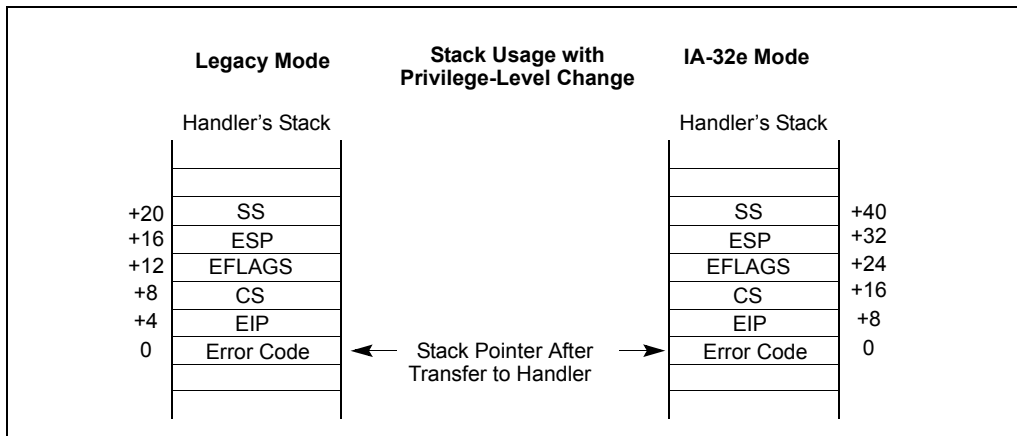 Legacy Mode
Stack Usage with
Privilege-Level Change
IA-32e Mode
Handler's Stack
Handler's Stack
+20 SS
SS +40
+16 ESP
ESP +32
+12 EFLAGS
EFLAGS +24
+8 CS
CS +16
+4 EIP
EIP +8
0 Error Code
Stack Pointer After
Transfer to Handler
Error Code 0